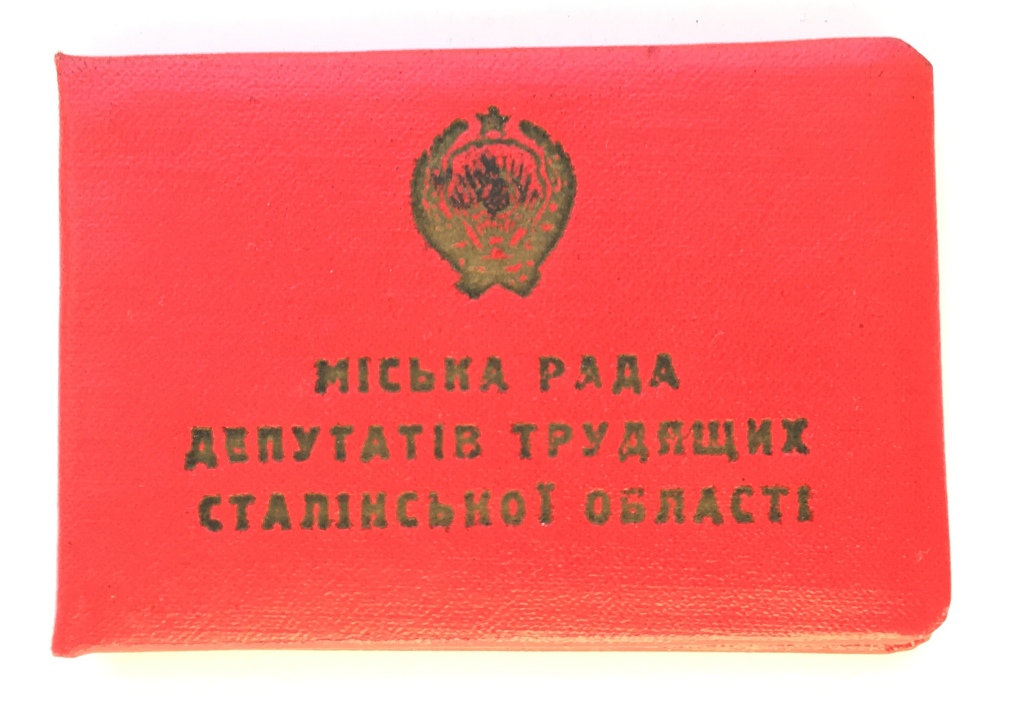 МІСЬКА РАДА
ДЕПУТАТІВ ТРУДЯЩИХ
СТАЛІНСЬКОЇ ОБЛАСТІ